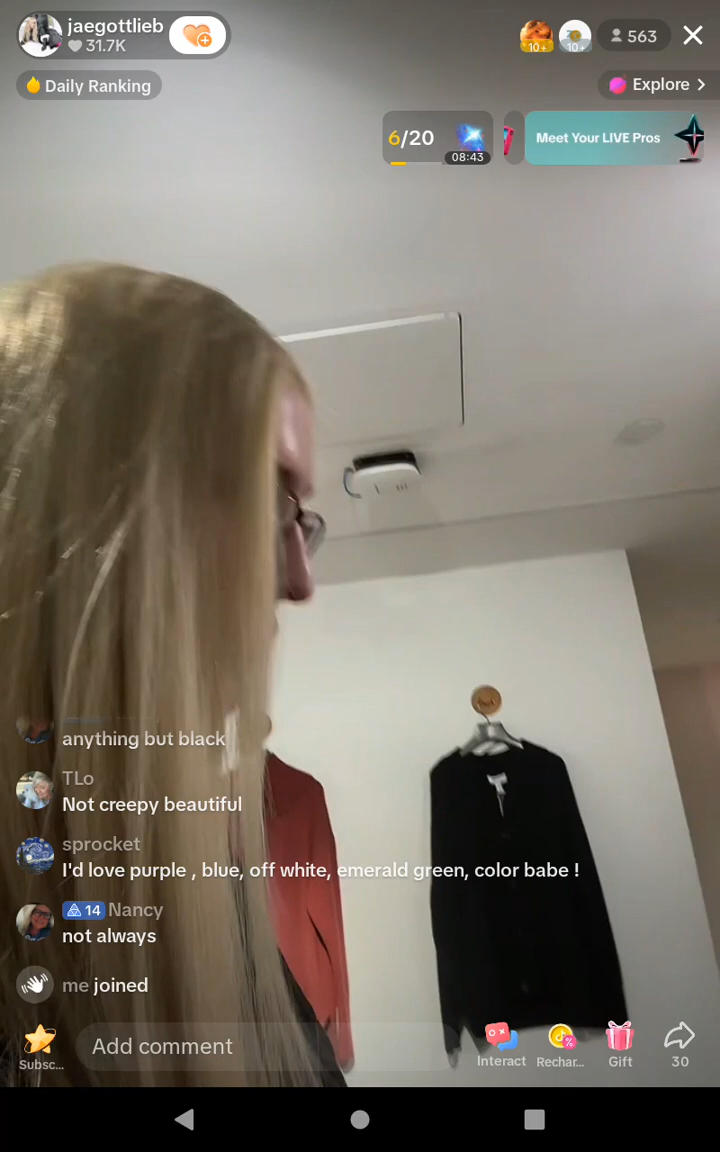 jaegottlieb
31.7K
10+
10+
563
Daily Ranking
Explore
6/20
08:43
Meet Your LIVE Pros
anything but black
TLo
Not creepy beautiful
sprocket
I'd love purple , blue, off white, emerald green, color babe !
14 Nancy
not always
me joined
Subsc...
Add comment
Interact
Rechar...
Gift
30